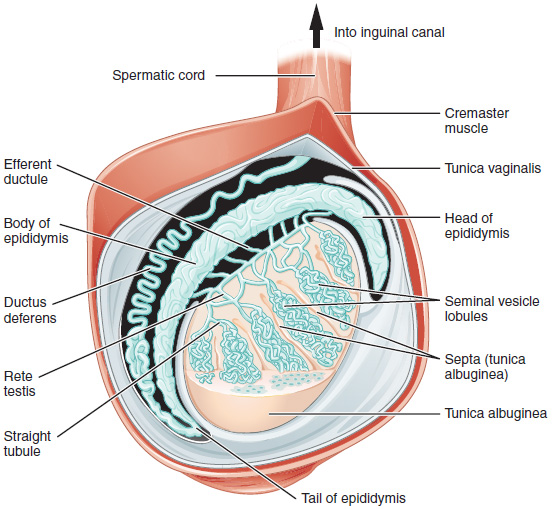 Into inguinal canal
Spermatic cord
Cremaster
muscle
Efferent
ductule
Tunica vaginalis
Body of
epididymis
Head of
epididymis
Ductus
deferens
Seminal vesicle
lobules
Rete
testis
Septa (tunica
albuginea)
Tunica albuginea
Straight
tubule
Tail of epididymis